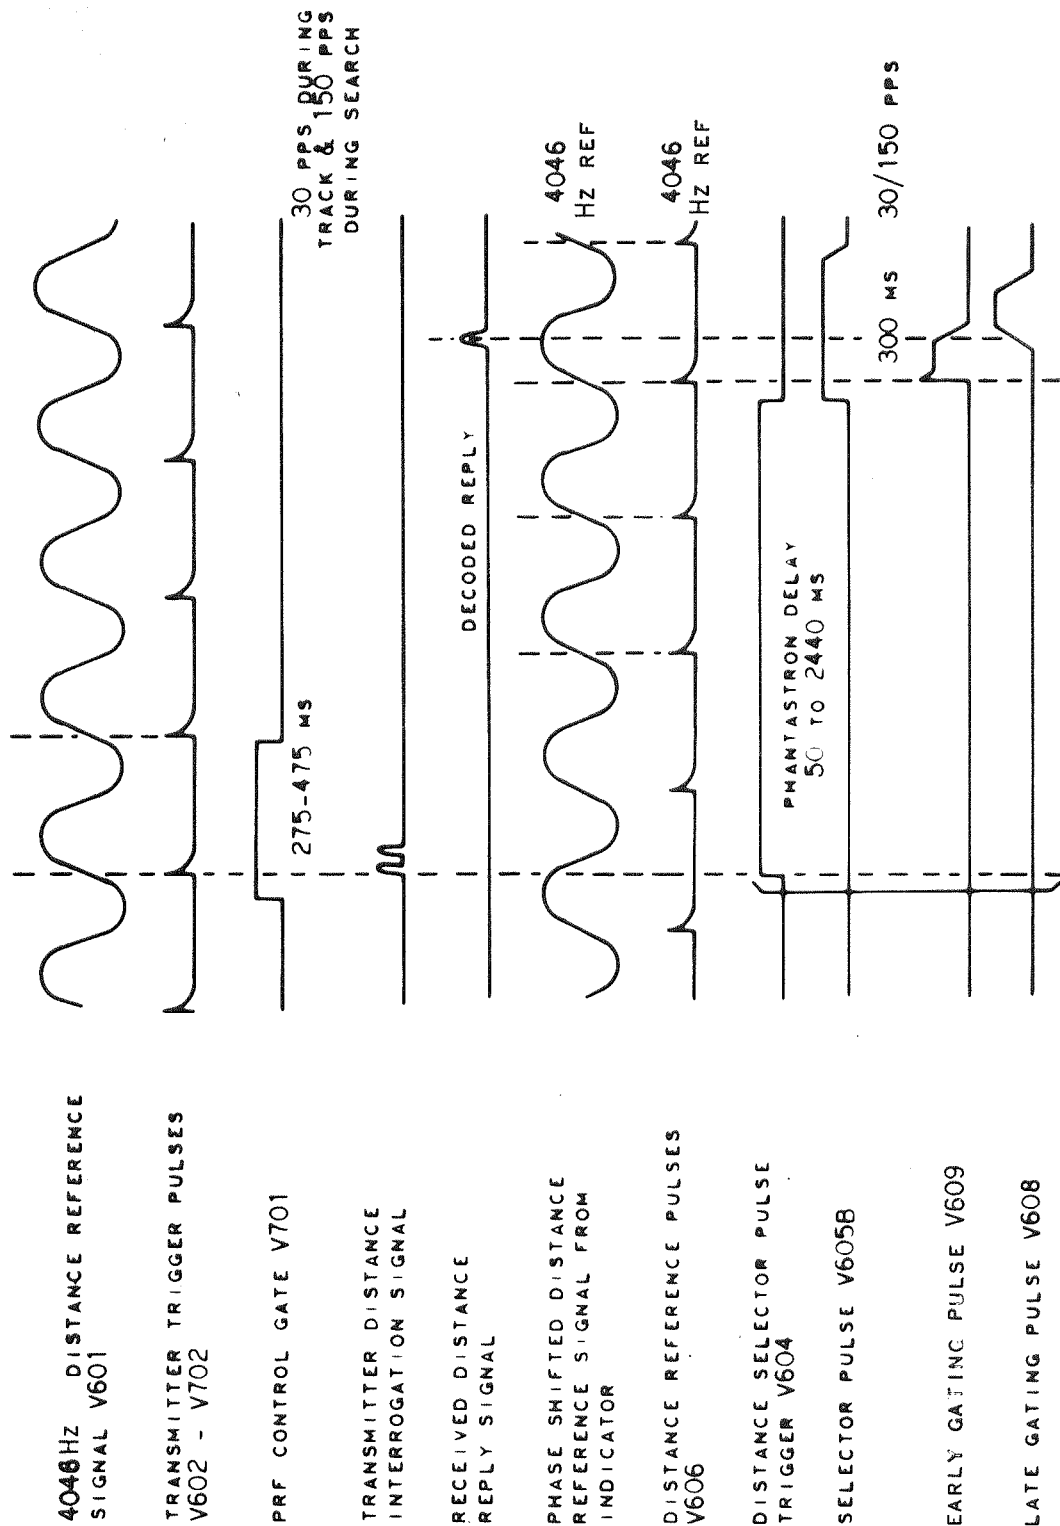 4046HZ DISTANCE REFERENCE
SIGNAL V601
TRANSMITTER TRIGGER PULSES
V602 - V702
PRF CONTROL GATE V701
275-475 MS
30 PPS DURING
TRACK & 150 PPS
DURING SEARCH
TRANSMITTER DISTANCE
INTERROGATION SIGNAL
RECEIVED DISTANCE
REPLY SIGNAL
DECODED REPLY
PHASE SHIFTED DISTANCE
REFERENCE SIGNAL FROM
INDICATOR
4046
HZ REF
DISTANCE REFERENCE PULSES
V606
4046
HZ REF
DISTANCE SELECTOR PULSE
TRIGGER V604
PHANTASTRON DELAY
50 TO 2440 MS
SELECTOR PULSE V605B
300 MS
30/150 PPS
EARLY GATING PULSE V609
LATE GATING PULSE V608